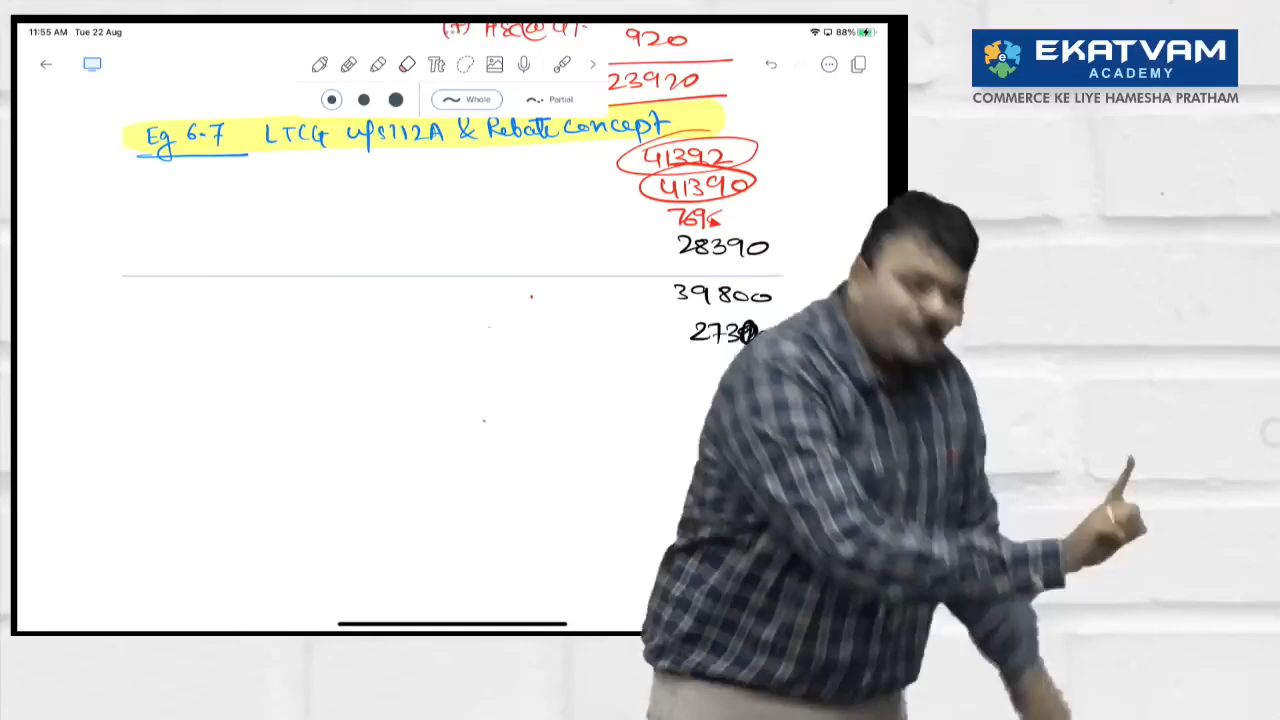 11:55 AM Tue 22 Aug
88%
920
23920
Whole
Partial
Eg 6-7 LTCG u/s 112A & Rebate concept
41392
41390
28390
39800
EKATVAM
ACADEMY
COMMERCE KE LIYE HAMESHA PRATHAM